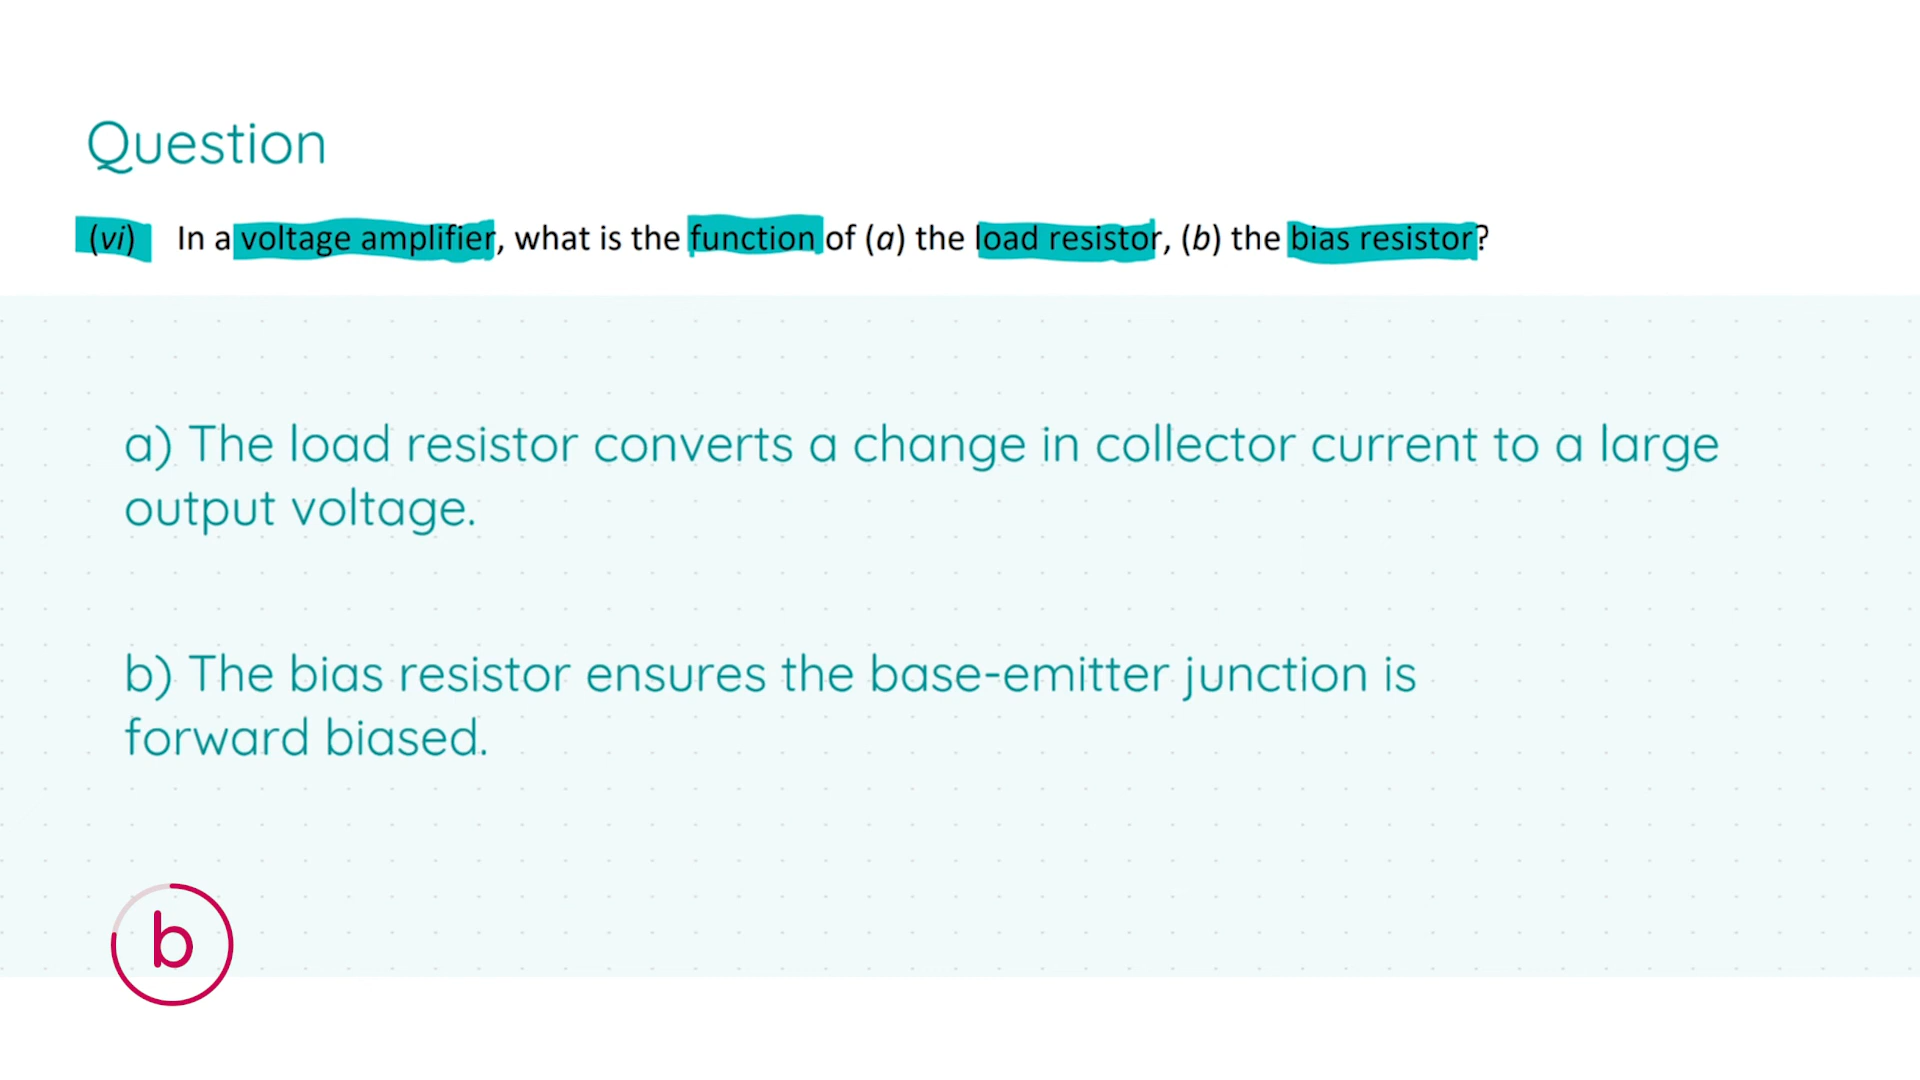 Question
(vi) In a voltage amplifier, what is the function of (a) the load resistor, (b) the bias resistor?
a) The load resistor converts a change in collector current to a large
output voltage.
b) The bias resistor ensures the base-emitter junction is
forward biased.
b